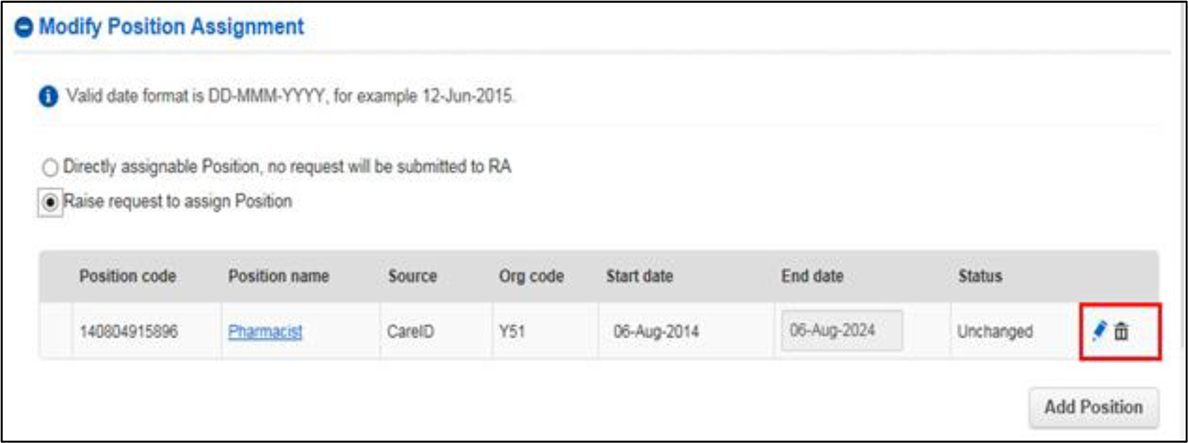 Modify Position Assignment
Valid date format is DD-MMM-YYYY, for example 12-Jun-2015.
Directly assignable Position, no request will be submitted to RA
Raise request to assign Position
Position code Position name Source Org code Start date End date Status
140804915896 Pharmacist CareID Y51 06-Aug-2014 06-Aug-2024 Unchanged
Add Position